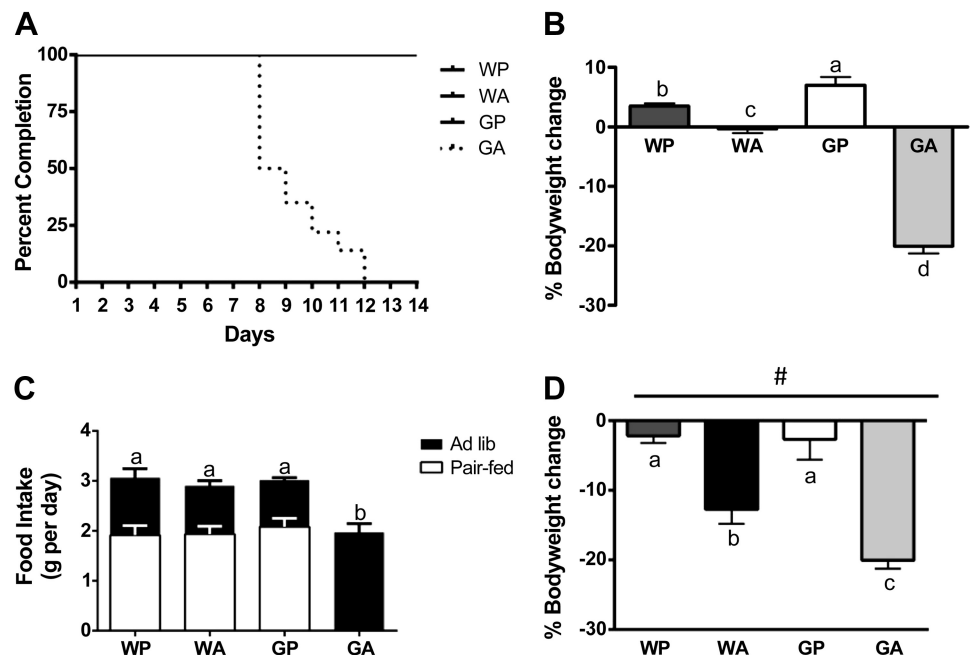 A
100
75
50
25
0
Percent Completion
1 2 3 4 5 6 7 8 9 10 11 12 13 14
Days
WP
WA
GP
GA
B
10
0
-10
-20
-30
% Bodyweight change
b
c
a
d
WP WA GP GA
C
4
3
2
1
0
Food Intake
(g per day)
a a a b
WP WA GP GA
Ad lib
Pair-fed
D
#
0
-10
-20
-30
% Bodyweight change
a
b
a
c
WP WA GP GA